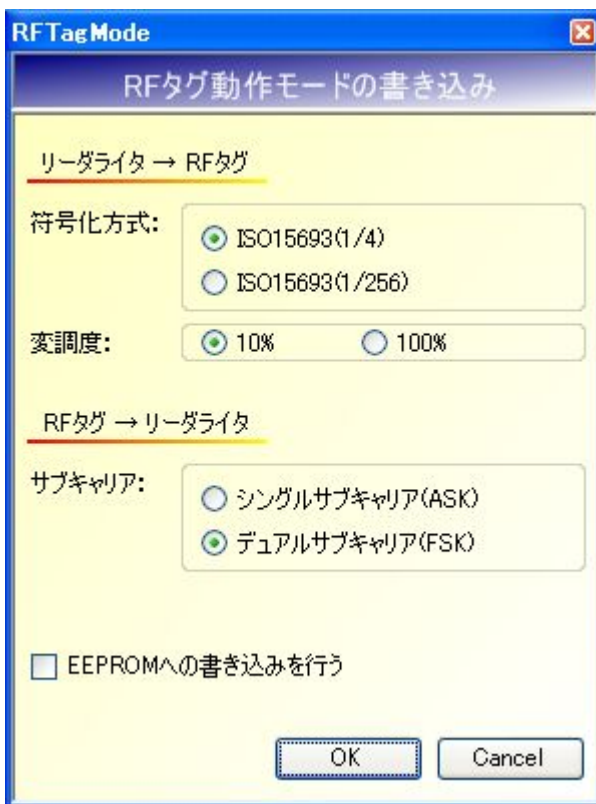 RFTagMode
RFタグ動作モードの書き込み
リーダライタ → RFタグ
符号化方式:
ISO15693(1/4)
ISO15693(1/256)
変調度:
10%
100%
RFタグ → リーダライタ
サブキャリア:
シングルサブキャリア(ASK)
デュアルサブキャリア(FSK)
EEPROMへの書き込みを行う
OK
Cancel